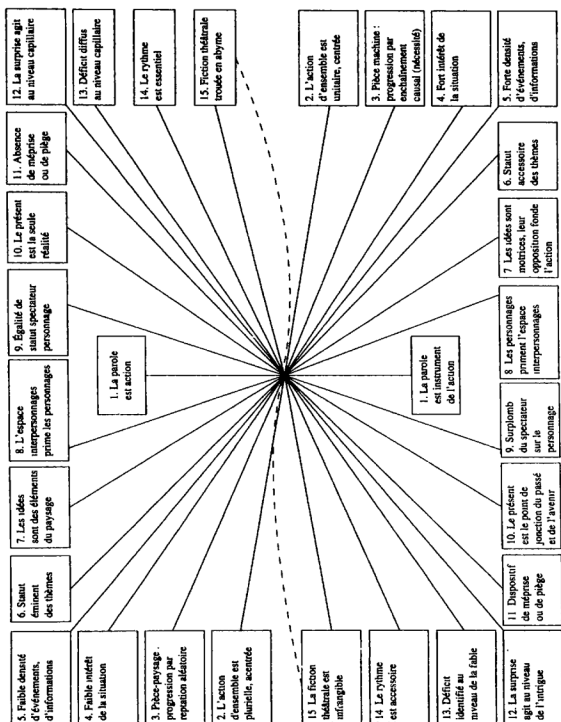 1. La parole
est action
2. L'action
d'ensemble est
plurielle, acentrée
3. Pièce-paysage :
progression par
reptation aléatoire
4. Faible intérêt
de la situation
5. Faible densité
d'événements,
d'informations
6. Statut
éminent
des thèmes
7. Les idées
sont des éléments
du paysage
8. L'espace
interpersonnages
prime les personnages
9. Égalité de
statut spectateur
personnage
10. Le présent
est la seule
réalité
11. Absence
de méprise
ou de piège
12. La surprise agit
au niveau capillaire
13. Déficit diffus
au niveau capillaire
14. Le rythme
est essentiel
15. Fiction théâtrale
trouée en abyme
1. La parole
est instrument
de l'action
2. L'action
d'ensemble est
unitaire, centrée
3. Pièce machine :
progression par
enchaînement
causal (nécessité)
4. Fort intérêt de
la situation
5. Forte densité
d'événements,
d'informations
6. Statut
accessoire
des thèmes
7 Les idées sont
motrices, leur
opposition fonde
l'action
8 Les personnages
priment l'espace
interpersonnages
9. Surplomb
du spectateur
sur le
personnage
10. Le présent
est le point de
jonction du passé
et de l'avenir
11 Dispositif
de méprise
ou de piège
12. La surprise
agit au niveau
de l'intrigue
13. Déficit
identifié au
niveau de la fable
14 Le rythme
est accessoire
15 La fiction
théâtrale est
infrangible